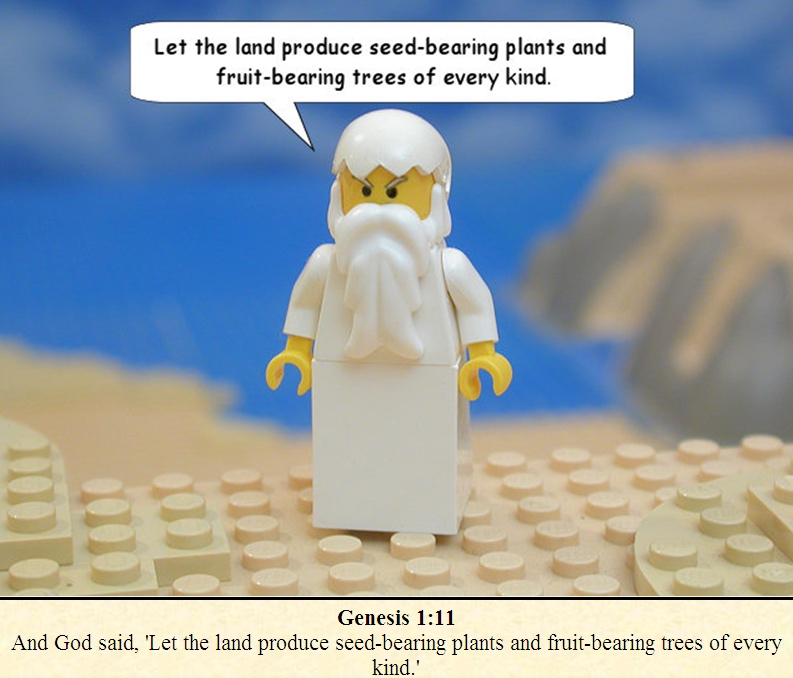 Let the land produce seed-bearing plants and
fruit-bearing trees of every kind.
Genesis 1:11
And God said, 'Let the land produce seed-bearing plants and fruit-bearing trees of every
kind.'